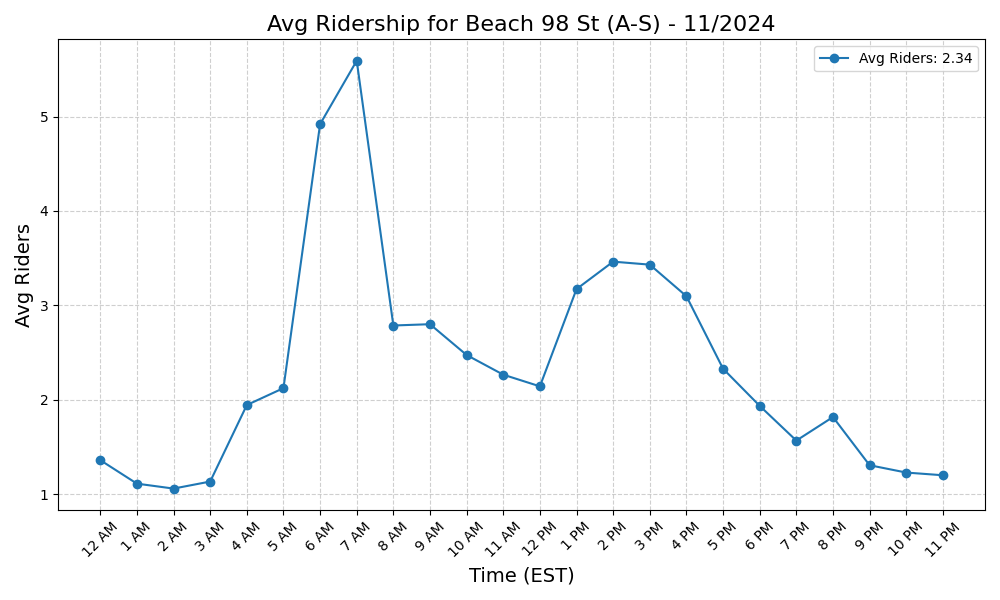 Avg Ridership for Beach 98 St (A-S) - 11/2024
Avg Riders: 2.34
Avg Riders
5
4
3
2
1
12 AM
1 AM
2 AM
3 AM
4 AM
5 AM
6 AM
7 AM
8 AM
9 AM
10 AM
11 AM
12 PM
1 PM
2 PM
3 PM
4 PM
5 PM
6 PM
7 PM
8 PM
9 PM
10 PM
11 PM
Time (EST)